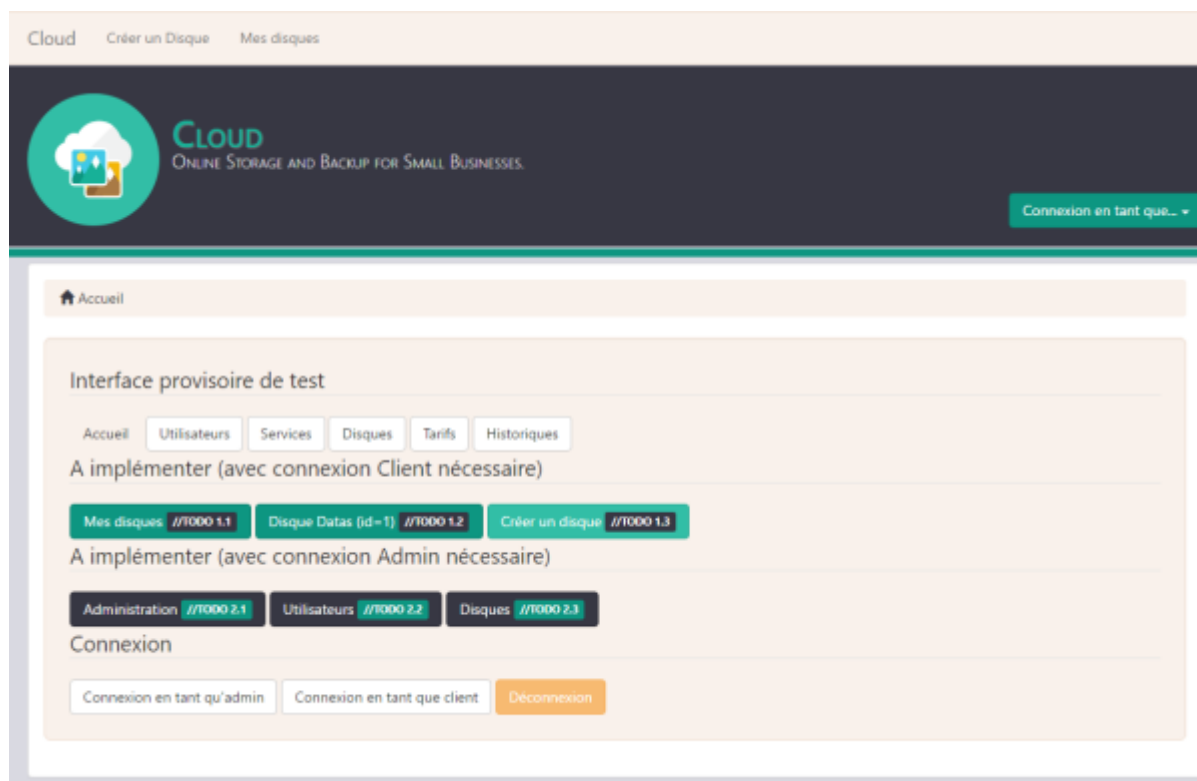 Cloud Créer un Disque Mes disques
CLOUD
ONLINE STORAGE AND BACKUP FOR SMALL BUSINESSES.
Connexion en tant que...
Accueil
Interface provisoire de test
Accueil Utilisateurs Services Disques Tarifs Historiques
A implémenter (avec connexion Client nécessaire)
Mes disques //TODO 1.1 Disque Datas (id=1) //TODO 1.2 Créer un disque //TODO 1.3
A implémenter (avec connexion Admin nécessaire)
Administration //TODO 2.1 Utilisateurs //TODO 2.2 Disques //TODO 2.3
Connexion
Connexion en tant qu'admin Connexion en tant que client Déconnexion